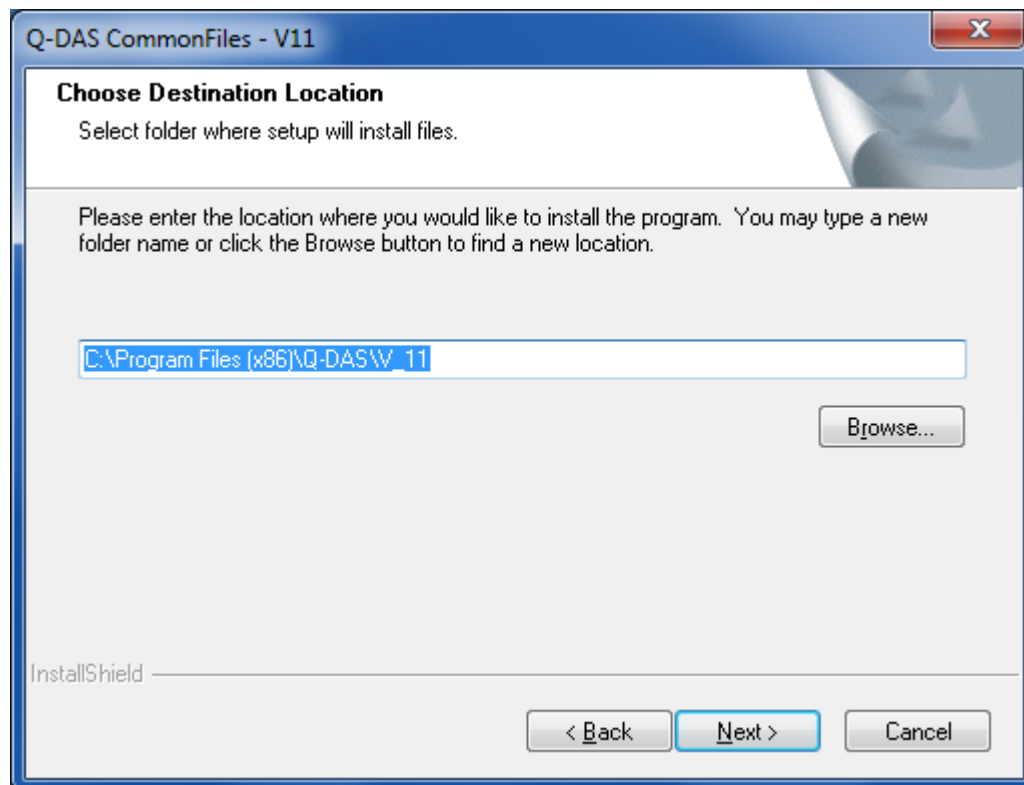 Q-DAS CommonFiles - V11
Choose Destination Location
Select folder where setup will install files.
Please enter the location where you would like to install the program.  You may type a new
folder name or click the Browse button to find a new location.
C:\Program Files (x86)\Q-DAS\V_11
Browse...
InstallShield
< Back
Next >
Cancel